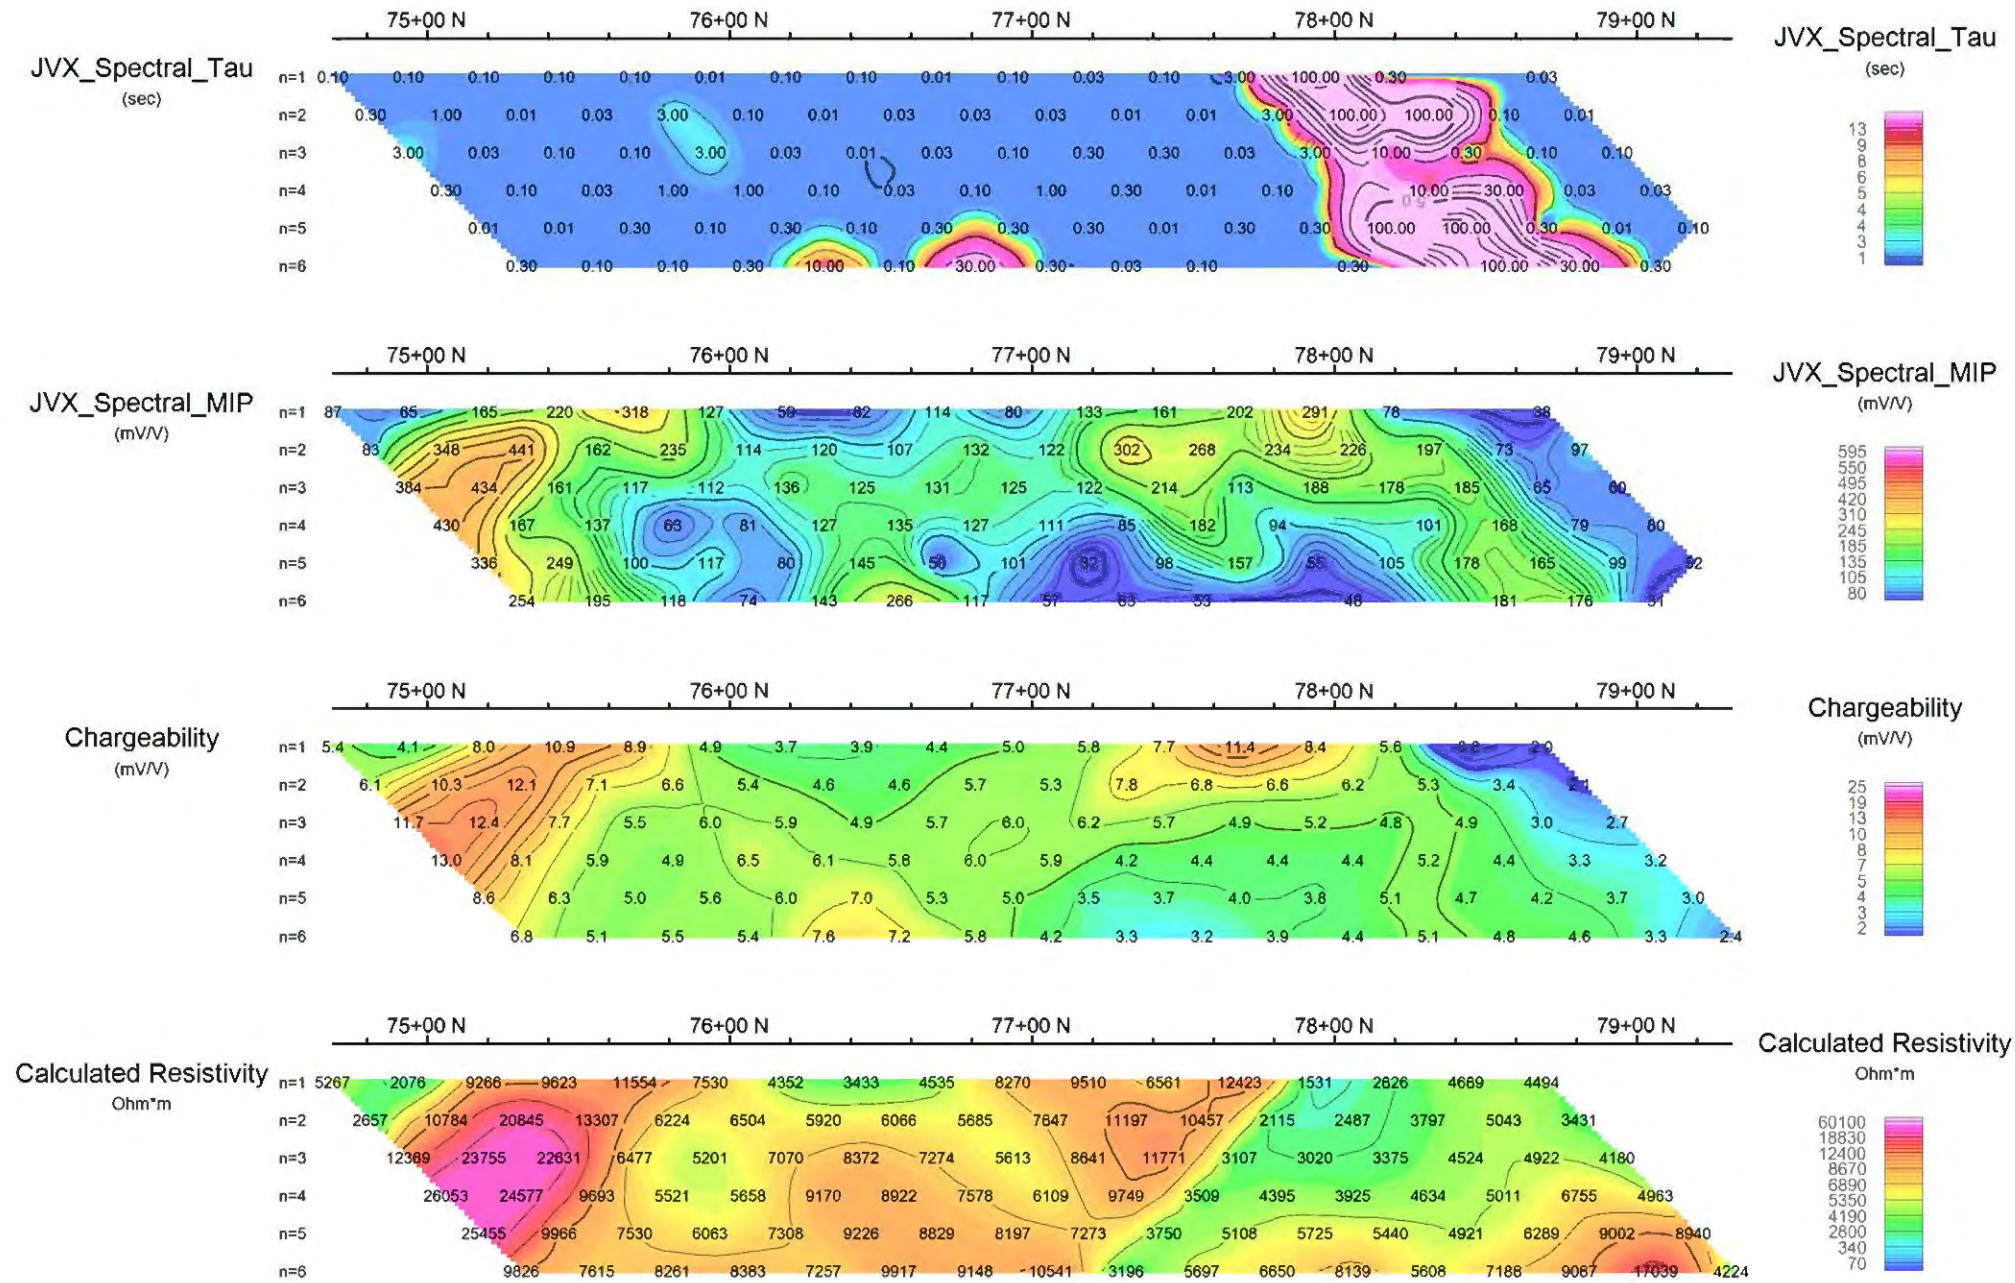 75+00 N 76+00 N 77+00 N 78+00 N 79+00 N
JVX_Spectral_Tau
(sec)
n=1 0.10 0.10 0.10 0.10 0.10 0.01 0.10 0.10 0.01 0.10 0.03 0.10 3.00 100.00 0.30 0.03
n=2 0.30 1.00 0.01 0.03 3.00 0.10 0.01 0.03 0.03 0.03 0.01 0.01 3.00 100.00 100.00 0.10 0.01
n=3 3.00 0.03 0.10 0.10 3.00 0.03 0.01 0.03 0.10 0.30 0.30 0.03 3.00 10.00 0.30 0.10 0.10
n=4 0.30 0.10 0.03 1.00 1.00 0.10 0.03 0.10 1.00 0.30 0.01 0.10 10.00 30.00 0.03 0.03
n=5 0.01 0.01 0.30 0.10 0.30 0.10 0.30 0.30 0.30 0.01 0.30 0.30 100.00 100.00 0.30 0.01 0.10
n=6 0.30 0.10 0.10 0.30 10.00 0.10 30.00 0.30 0.03 0.10 0.30 100.00 30.00 0.30
JVX_Spectral_Tau
(sec)
13
9
8
6
5
4
4
3
1
75+00 N 76+00 N 77+00 N 78+00 N 79+00 N
JVX_Spectral_MIP
(mV/V)
n=1 87 65 165 220 318 127 59 82 114 80 133 161 202 291 78 38
n=2 83 348 441 162 235 114 120 107 132 122 302 268 234 226 197 73 97
n=3 384 434 161 117 112 136 125 131 125 122 214 113 188 178 185 65 60
n=4 430 167 137 63 81 127 135 127 111 85 182 94 101 168 79 80
n=5 336 249 100 117 80 145 101 98 157 105 178 165 99
n=6 254 195 118 74 143 266 117 57 63 53 46 181 176
JVX_Spectral_MIP
(mV/V)
595
550
495
420
310
245
185
135
105
80
75+00 N 76+00 N 77+00 N 78+00 N 79+00 N
Chargeability
(mV/V)
n=1 5.4 4.1 8.0 10.9 8.9 4.9 3.7 3.9 4.4 5.0 5.8 7.7 11.4 8.4 5.6 2.0
n=2 6.1 10.3 12.1 7.1 6.6 5.4 4.6 4.6 5.7 5.3 7.8 6.8 6.6 6.2 5.3 3.4
n=3 11.7 12.4 7.7 5.5 6.0 5.9 4.9 5.7 6.0 6.2 5.7 4.9 5.2 4.8 4.9 3.0 2.7
n=4 13.0 8.1 5.9 4.9 6.5 6.1 5.8 6.0 5.9 4.2 4.4 4.4 4.4 5.2 4.4 3.3 3.2
n=5 8.6 6.3 5.0 5.6 6.0 7.0 5.3 5.0 3.5 3.7 4.0 3.8 5.1 4.7 4.2 3.7 3.0
n=6 6.8 5.1 5.5 5.4 7.6 7.2 5.8 4.2 3.3 3.2 3.9 4.4 5.1 4.8 4.6 3.3 2.4
Chargeability
(mV/V)
25
19
13
10
8
7
5
4
3
2
75+00 N 76+00 N 77+00 N 78+00 N 79+00 N
Calculated Resistivity
Ohm*m
n=1 5267 2076 9266 9623 11554 7530 4352 3433 4535 8270 9510 6561 12423 1531 2626 4669 4494
n=2 2657 10784 20845 13307 6224 6504 5920 6066 5685 7647 11197 10457 2115 2487 3797 5043 3431
n=3 12369 23755 22631 6477 5201 7070 8372 7274 5613 8641 11771 3107 3020 3375 4524 4922 4180
n=4 26053 24577 9693 5521 5658 9170 8922 7578 6109 9749 3509 4395 3925 4634 5011 6755 4963
n=5 25455 9966 7530 6063 7308 9226 8829 8197 7273 3750 5108 5725 5440 4921 6289 9002 8940
n=6 9826 7615 8261 8383 7257 9917 9148 10541 3196 5697 6650 8139 5608 7188 9067 17039 4224
Calculated Resistivity
Ohm*m
60100
18830
12400
8670
6890
5350
4190
2800
340
70